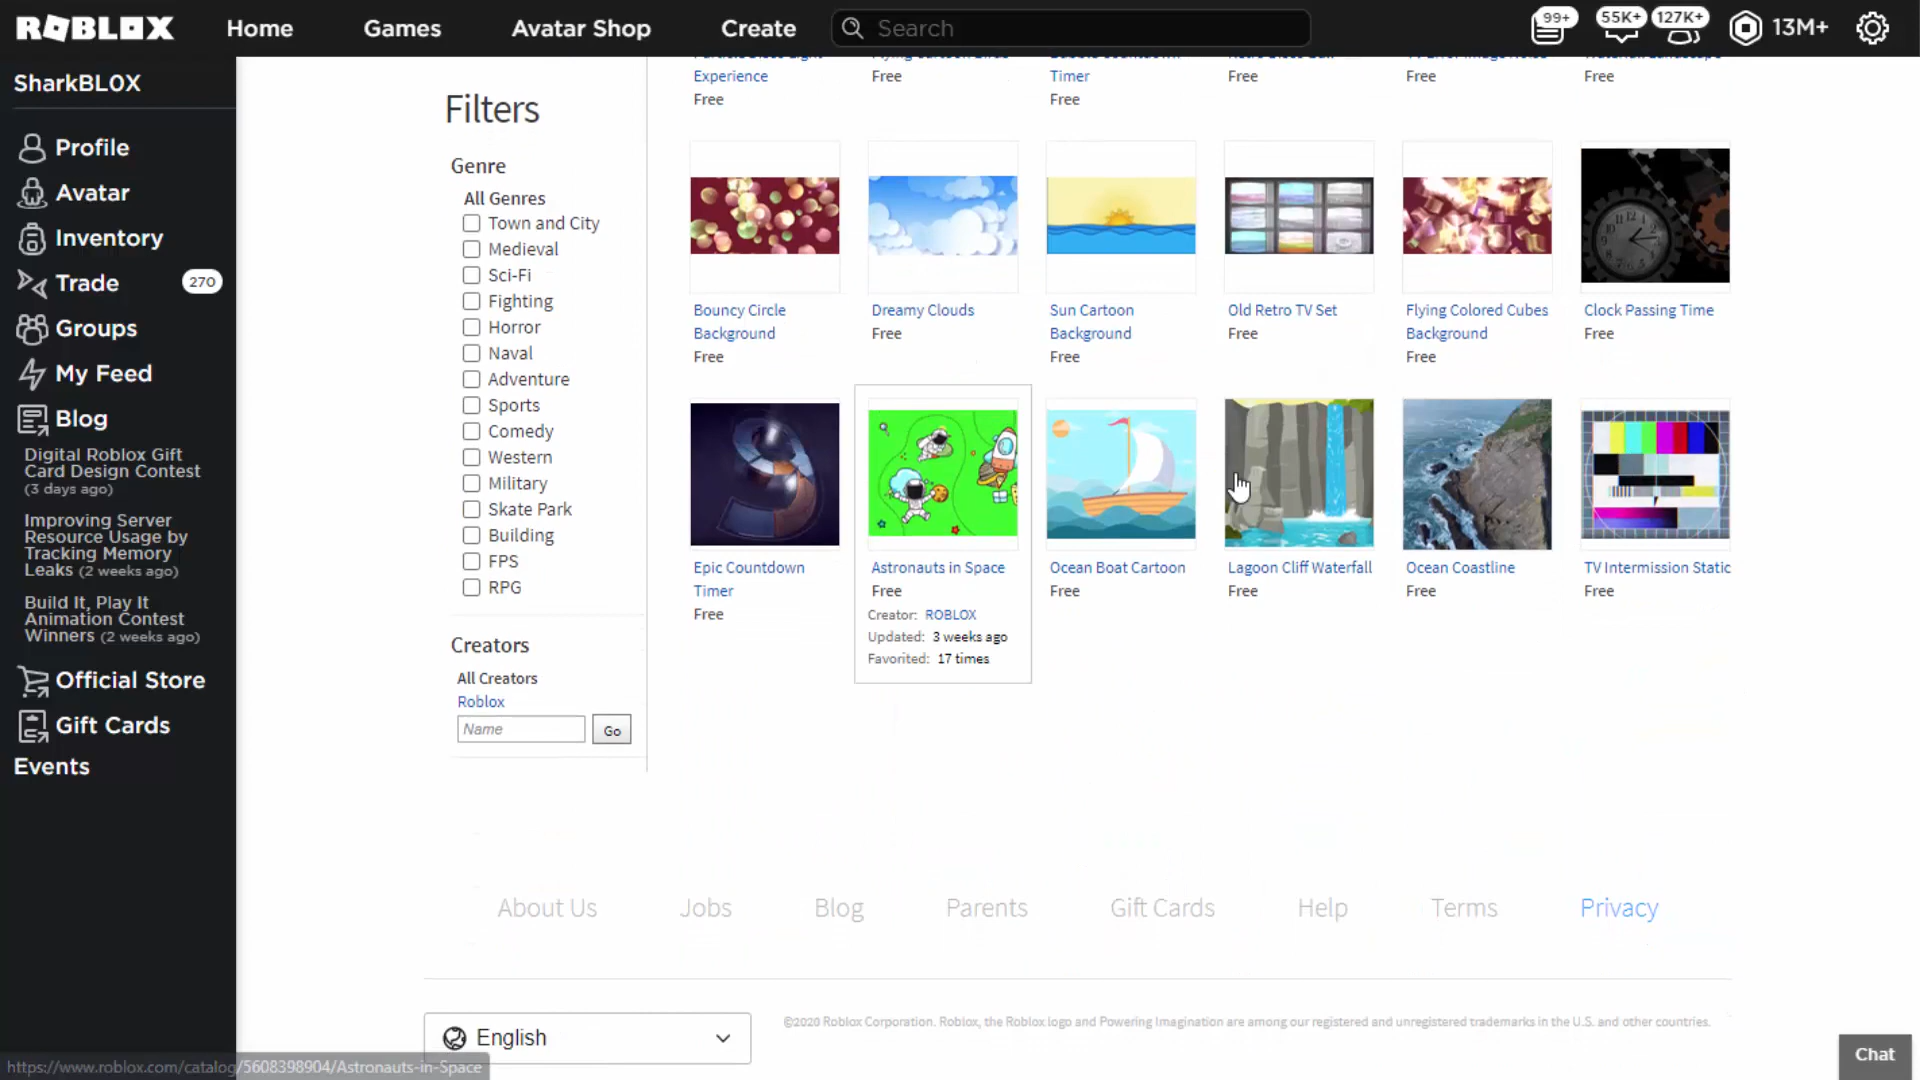 ROBLOX
Home
Games
Avatar Shop
Create
Search
99+
55K+
127K+
13M+
SharkBL0X
Profile
Avatar
Inventory
Trade
270
Groups
My Feed
Blog
Digital Roblox Gift
Card Design Contest
(3 days ago)
Improving Server
Resource Usage by
Tracking Memory
Leaks (2 weeks ago)
Build It, Play It
Animation Contest
Winners (2 weeks ago)
Official Store
Gift Cards
Events
Filters
Genre
All Genres
Town and City
Medieval
Sci-Fi
Fighting
Horror
Naval
Adventure
Sports
Comedy
Western
Military
Skate Park
Building
FPS
RPG
Creators
All Creators
Roblox
Name
Go
Experience
Free
Free
Timer
Free
Free
Free
Free
Bouncy Circle
Background
Free
Dreamy Clouds
Free
Sun Cartoon
Background
Free
Old Retro TV Set
Free
Flying Colored Cubes
Background
Free
Clock Passing Time
Free
Epic Countdown
Timer
Free
Astronauts in Space
Free
Creator: ROBLOX
Updated: 3 weeks ago
Favorited: 17 times
Ocean Boat Cartoon
Free
Lagoon Cliff Waterfall
Free
Ocean Coastline
Free
TV Intermission Static
Free
About Us
Jobs
Blog
Parents
Gift Cards
Help
Terms
Privacy
English
©2020 Roblox Corporation. Roblox, the Roblox logo and Powering Imagination are among our registered and unregistered trademarks in the U.S. and other countries.
https://www.roblox.com/catalog/5608398904/Astronauts-in-Space
Chat